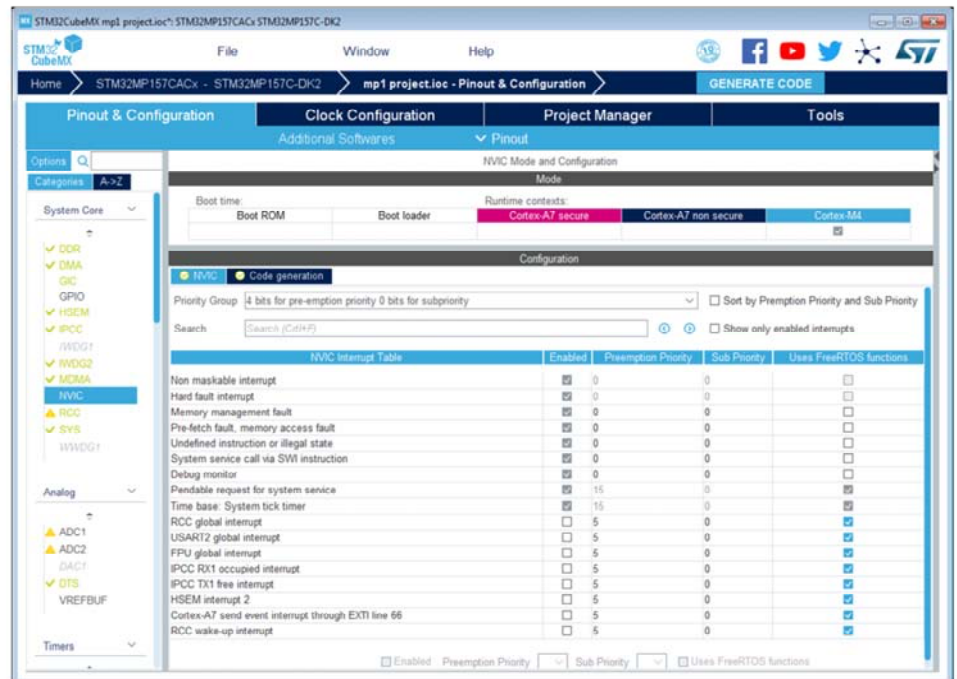 STM32CubeMX mp1 project.ioc*: STM32MP157CACx STM32MP157C-DK2
STM32 CubeMX
File Window Help
Home STM32MP157CACx - STM32MP157C-DK2 mp1 project.ioc - Pinout & Configuration GENERATE CODE
Pinout & Configuration Clock Configuration Project Manager Tools
Additional Softwares Pinout
Options
Categories A->Z
System Core
DDR
DMA
GIC
GPIO
HSEM
IPCC
IWDG1
IWDG2
MDMA
NVIC
RCC
SYS
WWDG1
Analog
ADC1
ADC2
DAC1
DTS
VREFBUF
Timers
NVIC Mode and Configuration
Mode
Boot time: Runtime contexts:
Boot ROM Boot loader Cortex-A7 secure Cortex-A7 non secure Cortex-M4
Configuration
NVIC Code generation
Priority Group 4 bits for pre-emption priority 0 bits for subpriority Sort by Premption Priority and Sub Priority
Search Search (Crtl+F) Show only enabled interrupts
NVIC Interrupt Table Enabled Preemption Priority Sub Priority Uses FreeRTOS functions
Non maskable interrupt 0 0
Hard fault interrupt 0 0
Memory management fault 0 0
Pre-fetch fault, memory access fault 0 0
Undefined instruction or illegal state 0 0
System service call via SWI instruction 0 0
Debug monitor 0 0
Pendable request for system service 15 0
Time base: System tick timer 15 0
RCC global interrupt 5 0
USART2 global interrupt 5 0
FPU global interrupt 5 0
IPCC RX1 occupied interrupt 5 0
IPCC TX1 free interrupt 5 0
HSEM interrupt 2 5 0
Cortex-A7 send event interrupt through EXTI line 66 5 0
RCC wake-up interrupt 5 0
Enabled Preemption Priority Sub Priority Uses FreeRTOS functions